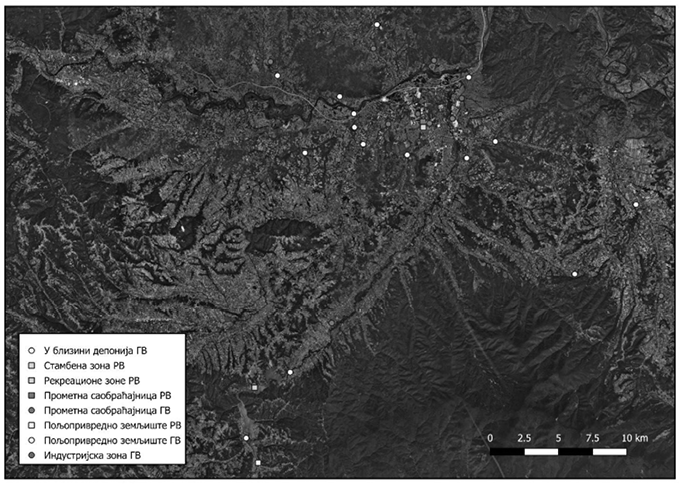 У близини депонија ГВ
Стамбена зона РВ
Рекреационе зоне РВ
Прометна саобраћајница РВ
Прометна саобраћајница ГВ
Пољопривредно земљиште РВ
Пољопривредно земљиште ГВ
Индустријска зона ГВ
0 2.5 5 7.5 10 km